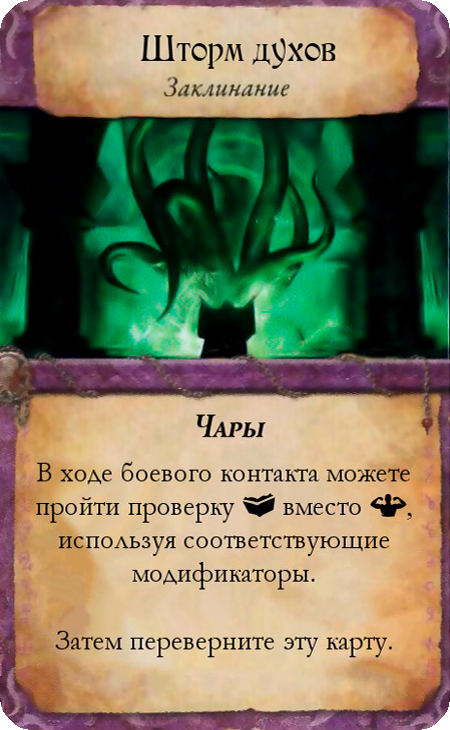 Шторм духов
Заклинание
Чары
В ходе боевого контакта можете
пройти проверку вместо ,
используя соответствующие
модификаторы.
Затем переверните эту карту.